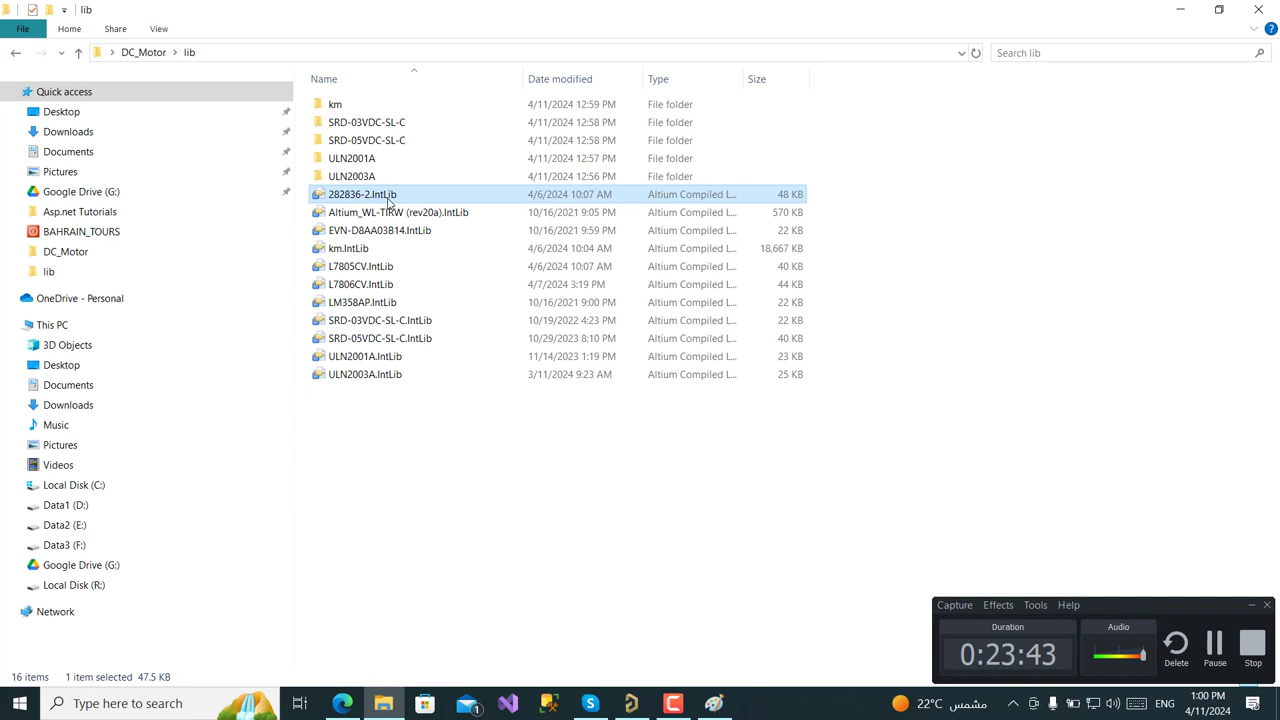 lib
File
Home
Share
View
DC_Motor
lib
Search lib
Quick access
Desktop
Downloads
Documents
Pictures
Google Drive (G:)
Asp.net Tutorials
BAHRAIN_TOURS
DC_Motor
lib
OneDrive - Personal
This PC
3D Objects
Desktop
Documents
Downloads
Music
Pictures
Videos
Local Disk (C:)
Data1 (D:)
Data2 (E:)
Data3 (F:)
Google Drive (G:)
Local Disk (R:)
Network
Name Date modified Type Size
km 4/11/2024 12:59 PM File folder
SRD-03VDC-SL-C 4/11/2024 12:58 PM File folder
SRD-05VDC-SL-C 4/11/2024 12:58 PM File folder
ULN2001A 4/11/2024 12:57 PM File folder
ULN2003A 4/11/2024 12:56 PM File folder
282836-2.IntLib 4/6/2024 10:07 AM Altium Compiled L... 48 KB
Altium_WL-TIRW (rev20a).IntLib 10/16/2021 9:05 PM Altium Compiled L... 570 KB
EVN-D8AA03B14.IntLib 10/16/2021 9:59 PM Altium Compiled L... 22 KB
km.IntLib 4/6/2024 10:04 AM Altium Compiled L... 18,667 KB
L7805CV.IntLib 4/6/2024 10:07 AM Altium Compiled L... 40 KB
L7806CV.IntLib 4/7/2024 3:19 PM Altium Compiled L... 44 KB
LM358AP.IntLib 10/16/2021 9:00 PM Altium Compiled L... 22 KB
SRD-03VDC-SL-C.IntLib 10/19/2022 4:23 PM Altium Compiled L... 22 KB
SRD-05VDC-SL-C.IntLib 10/29/2023 8:10 PM Altium Compiled L... 40 KB
ULN2001A.IntLib 11/14/2023 1:19 PM Altium Compiled L... 23 KB
ULN2003A.IntLib 3/11/2024 9:23 AM Altium Compiled L... 25 KB
Capture Effects Tools Help
Duration
0:23:43
Audio
Delete
Pause
Stop
16 items 1 item selected 47.5 KB
Type here to search
1
22°C مشمس
ENG
1:00 PM
4/11/2024